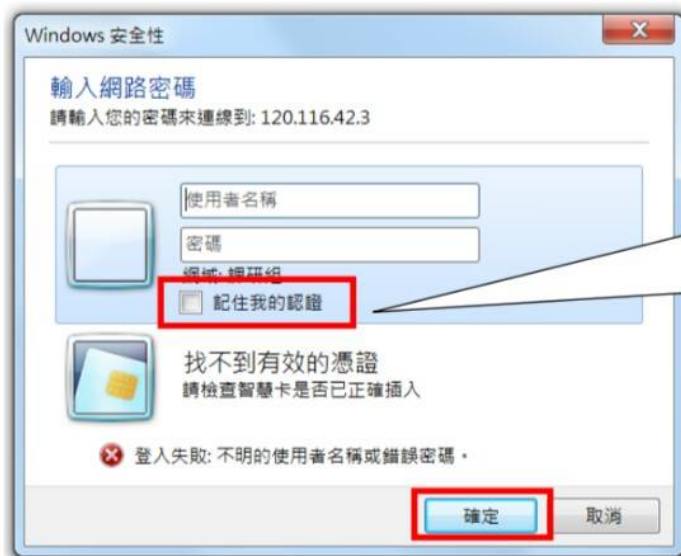 Windows 安全性
輸入網路密碼
請輸入您的密碼來連線到: 120.116.42.3
使用者名稱
密碼
網域: 課研組
記住我的認證
找不到有效的憑證
請檢查智慧卡是否已正確插入
登入失敗: 不明的使用者名稱或錯誤密碼。
確定
取消